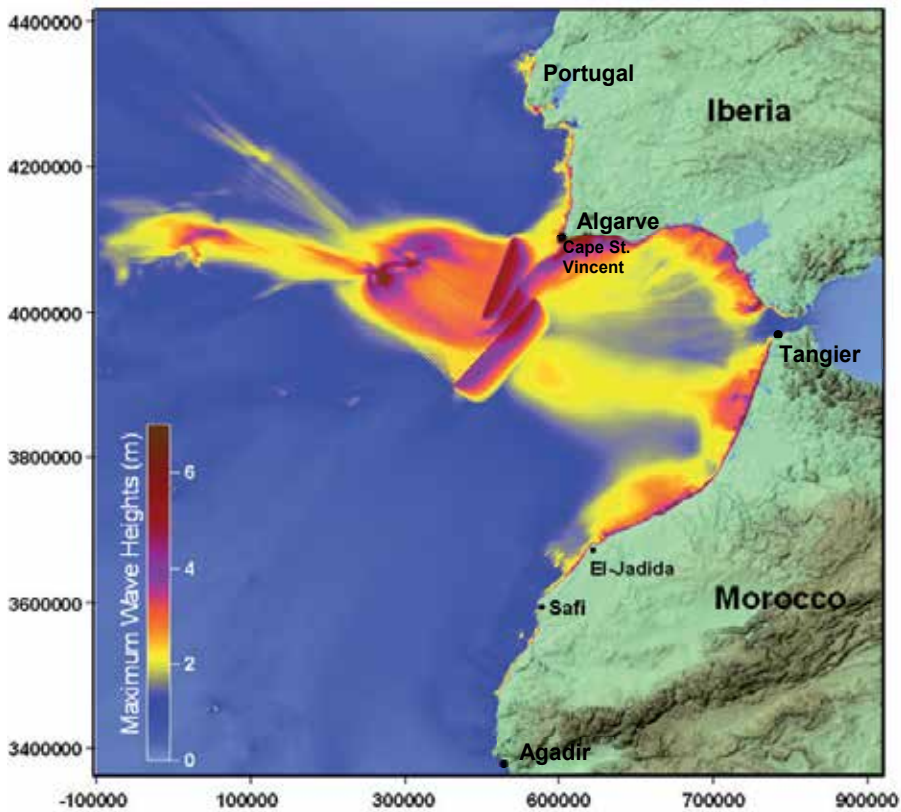 4400000
Portugal
Iberia
4200000
Algarve
Cape St.
Vincent
4000000
Tangier
Maximum Wave Heights (m)
6
4
2
0
3800000
El-Jadida
Safi
Morocco
3600000
Agadir
3400000
-100000 100000 300000 600000 700000 900000